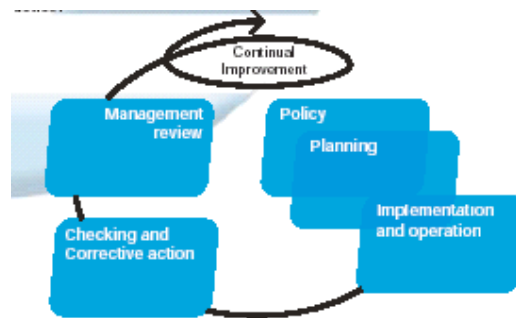 Continual
Improvement
Management
review
Policy
Planning
Implementation
and operation
Checking and
Corrective action